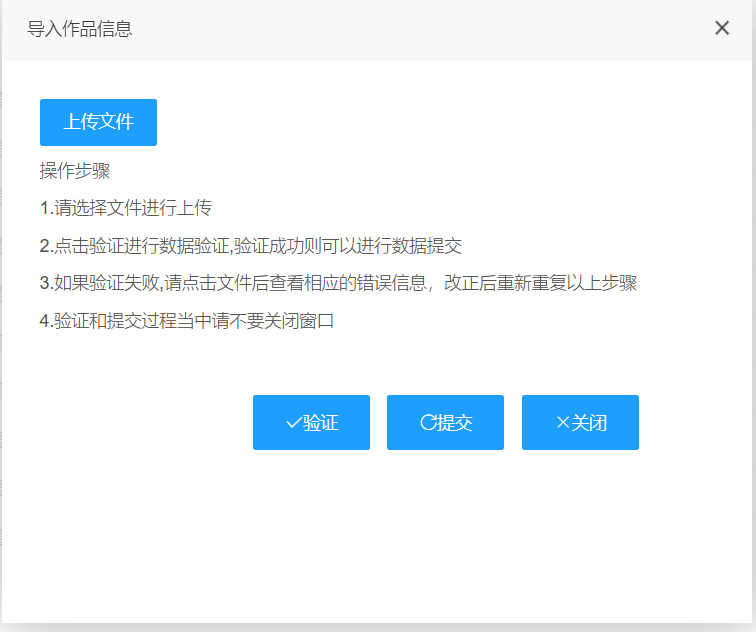 导入作品信息
上传文件
操作步骤
1.请选择文件进行上传
2.点击验证进行数据验证,验证成功则可以进行数据提交
3.如果验证失败,请点击文件后查看相应的错误信息，改正后重新重复以上步骤
4.验证和提交过程当中请不要关闭窗口
验证 提交 关闭